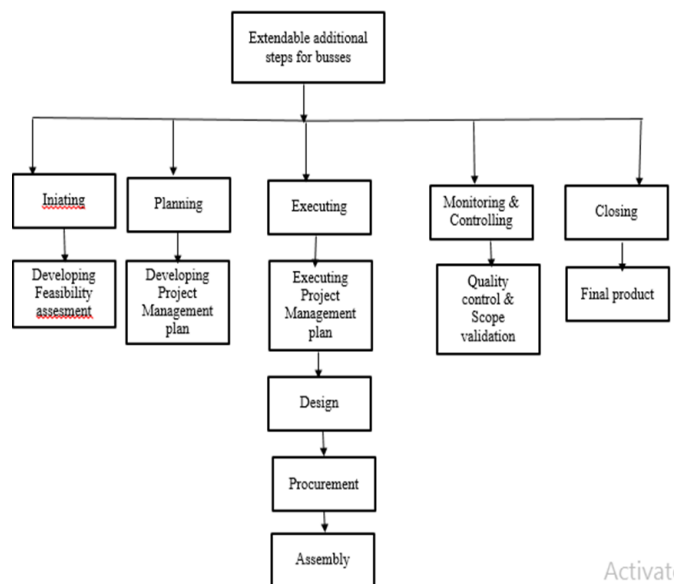 Extendable additional
steps for busses
Iniating
Planning
Executing
Monitoring &
Controlling
Closing
Developing
Feasibility
assesment
Developing
Project
Management
plan
Executing
Project
Management
plan
Quality
control &
Scope
validation
Final product
Design
Procurement
Assembly
Activate